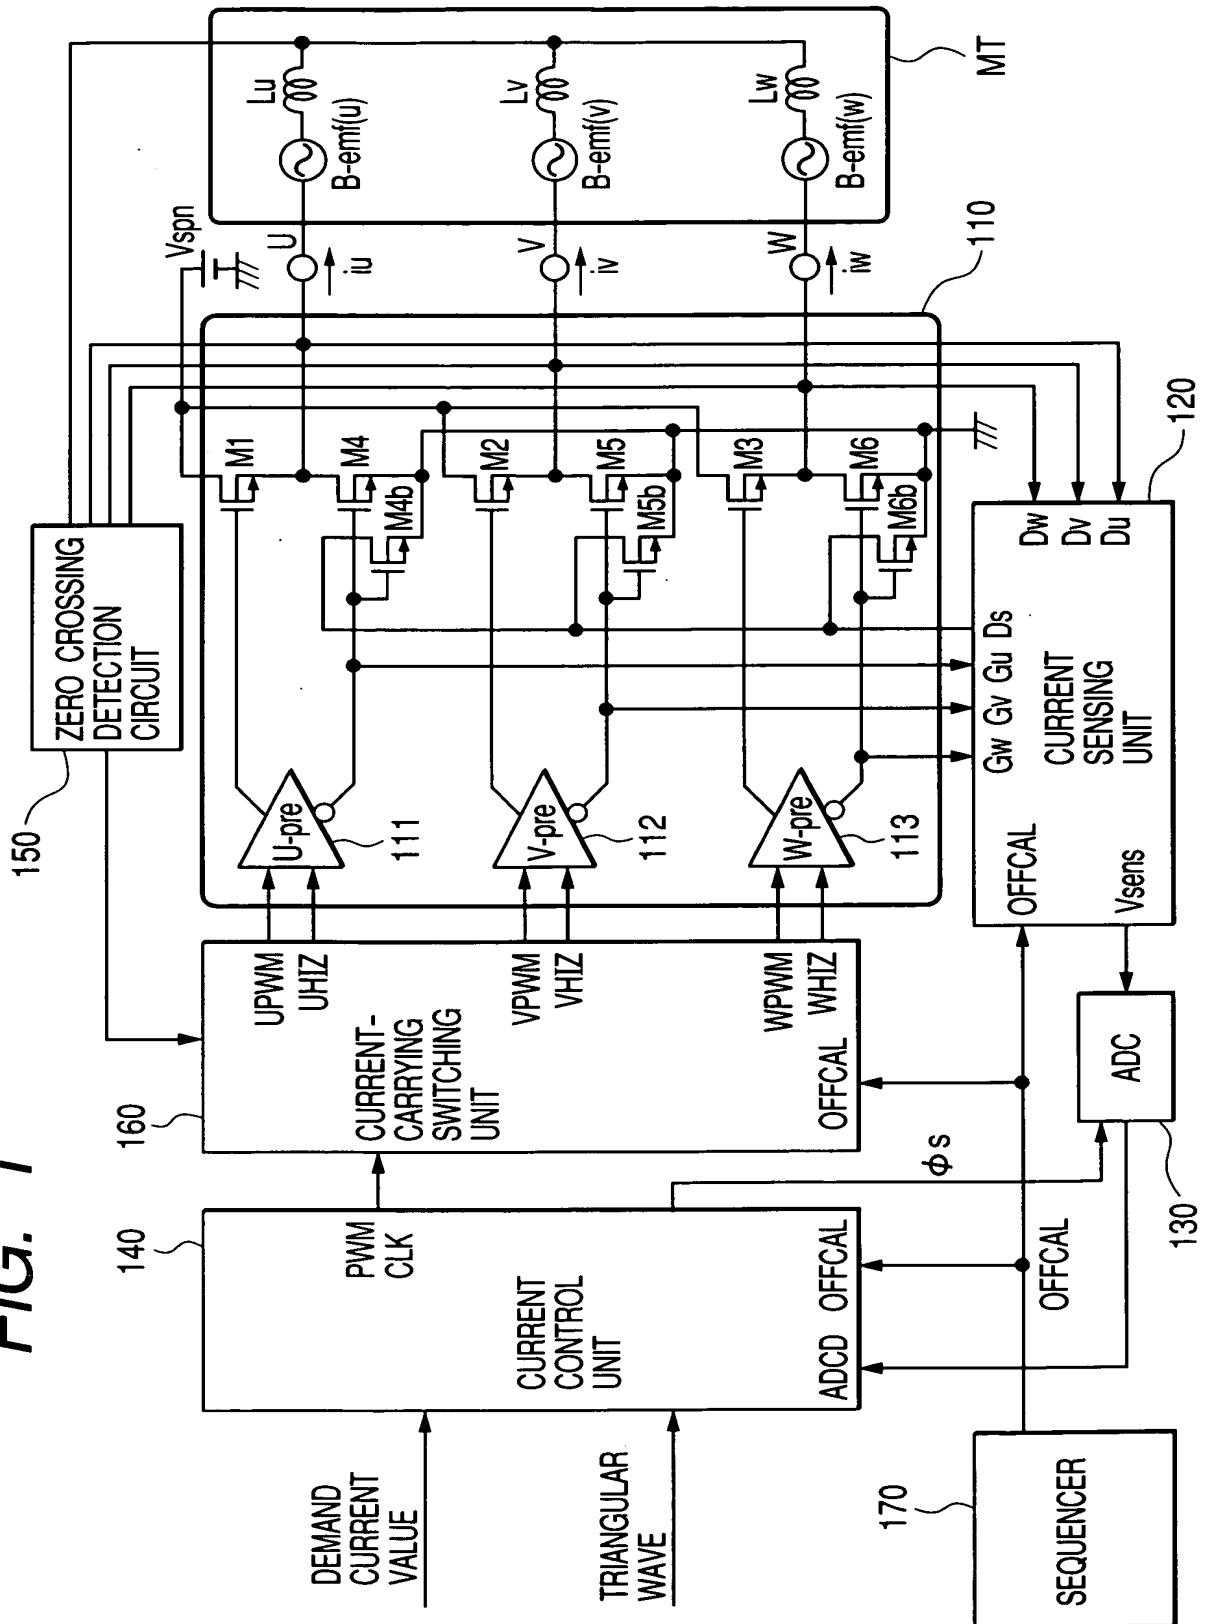 FIG. 1
150
ZERO CROSSING
DETECTION
CIRCUIT
Vspn
MT
Lu
B-emf(u)
Lv
B-emf(v)
Lw
B-emf(w)
U
iu
V
iv
W
iw
110
M1
M4
M4b
M2
M5
M5b
M3
M6
M6b
U-pre
111
V-pre
112
W-pre
113
160
CURRENT-
CARRYING
SWITCHING
UNIT
UPWM
UHIZ
VPWM
VHIZ
WPWM
WHIZ
OFFCAL
120
CURRENT
SENSING
UNIT
Gw
Gv
Gu
Ds
Dw
Dv
Du
OFFCAL
Vsens
ADC
130
ϕs
140
CURRENT
CONTROL
UNIT
PWM
CLK
ADCD
OFFCAL
OFFCAL
DEMAND
CURRENT
VALUE
TRIANGULAR
WAVE
170
SEQUENCER